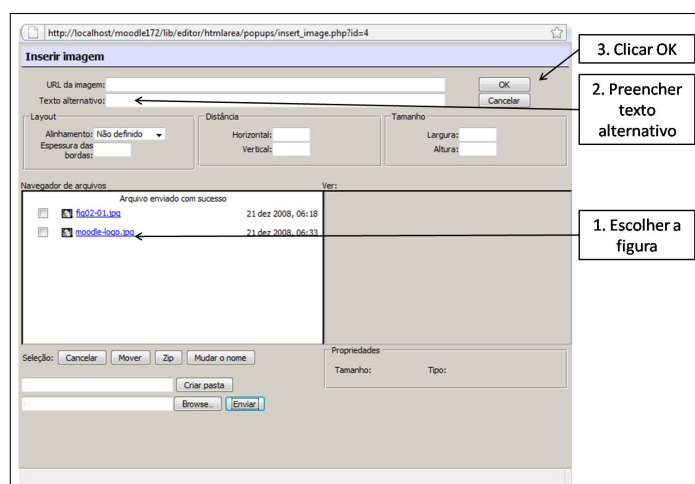 http://localhost/moodle172/lib/editor/htmlarea/popups/insert_image.php?id=4
Inserir imagem
URL da imagem:
OK
Texto alternativo:
Cancelar
Layout
Distância
Tamanho
Alinhamento: Não definido
Horizontal:
Largura:
Espessura das
bordas:
Vertical:
Altura:
Navegador de arquivos
Ver:
Arquivo enviado com sucesso
fig02-01.jpg 21 dez 2008, 06:18
moodle-logo.jpg 21 dez 2008, 06:33
Seleção: Cancelar Mover Zip Mudar o nome
Propriedades
Tamanho: Tipo:
Criar pasta
Browse... Enviar
3. Clicar OK
2. Preencher
texto
alternativo
1. Escolher a
figura